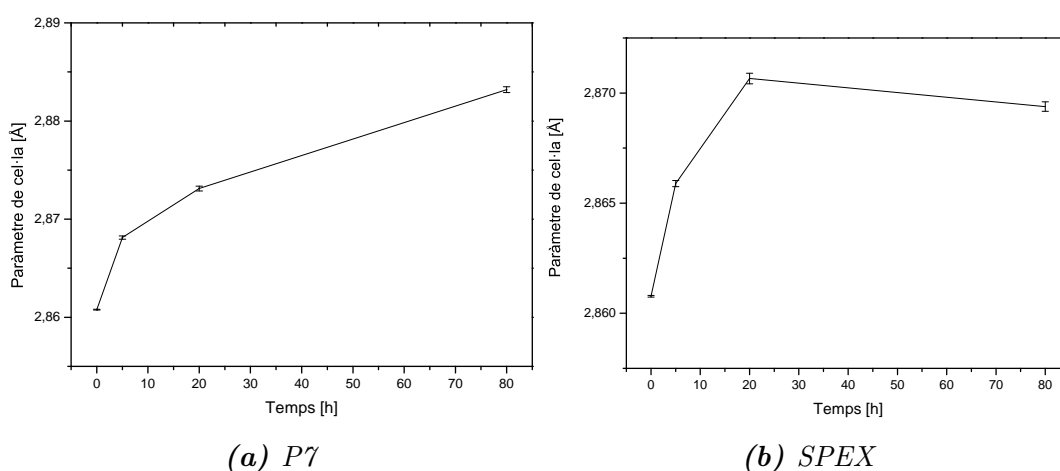 2,89
2,88
2,87
2,86
Paràmetre de cel·la [Å]
0 10 20 30 40 50 60 70 80
Temps [h]
(a) P7
2,870
2,865
2,860
Paràmetre de cel·la [Å]
0 10 20 30 40 50 60 70 80
Temps [h]
(b) SPEX